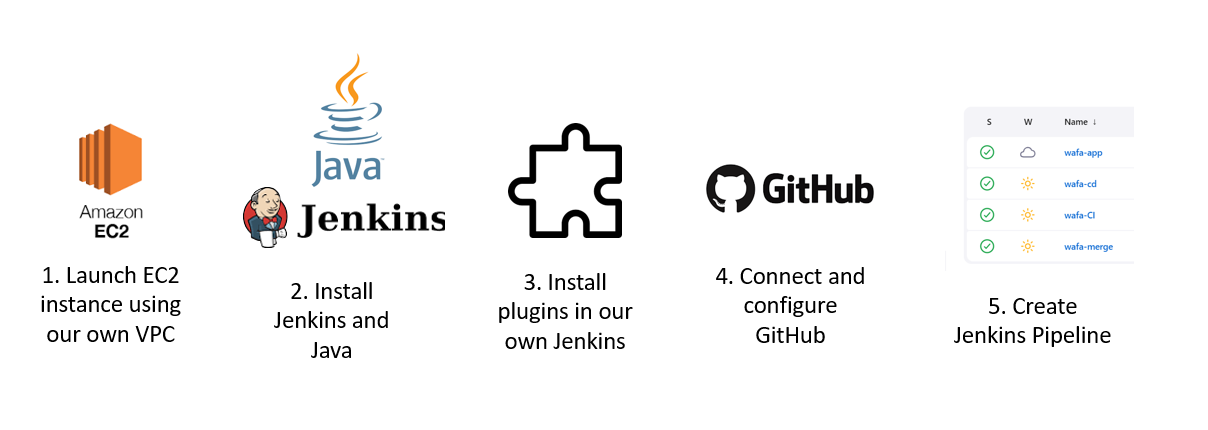 Amazon
EC2
1. Launch EC2
instance using
our own VPC
Java
Jenkins
2. Install
Jenkins and
Java
3. Install
plugins in our
own Jenkins
GitHub
4. Connect and
configure
GitHub
S W Name ↓
wafa-app
wafa-cd
wafa-CI
wafa-merge
5. Create
Jenkins Pipeline